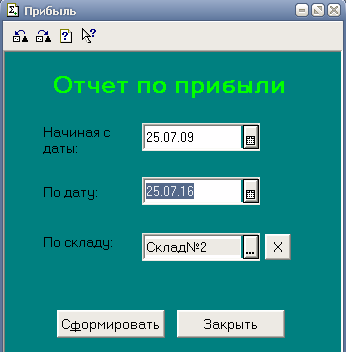 Прибыль
Отчет по прибыли
Начиная с
даты:
25.07.09
По дату:
25.07.16
По складу:
Склад№2
...
X
Сформировать
Закрыть